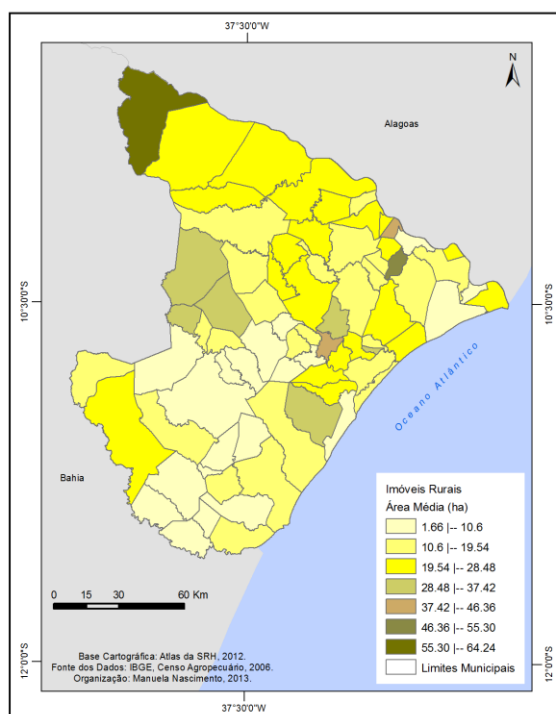 37°30'0"W
N
Alagoas
10°30'0"S
10°30'0"S
Oceano Atlântico
Bahia
Imóveis Rurais
Área Média (ha)
1.66 |-- 10.6
10.6 |-- 19.54
19.54 |-- 28.48
28.48 |-- 37.42
37.42 |-- 46.36
46.36 |-- 55.30
55.30 |-- 64.24
Limites Municipais
0 15 30 60 Km
Base Cartográfica: Atlas da SRH, 2012.
Fonte dos Dados: IBGE, Censo Agropecuário, 2006.
Organização: Manuela Nascimento, 2013.
12°0'0"S
12°0'0"S
37°30'0"W